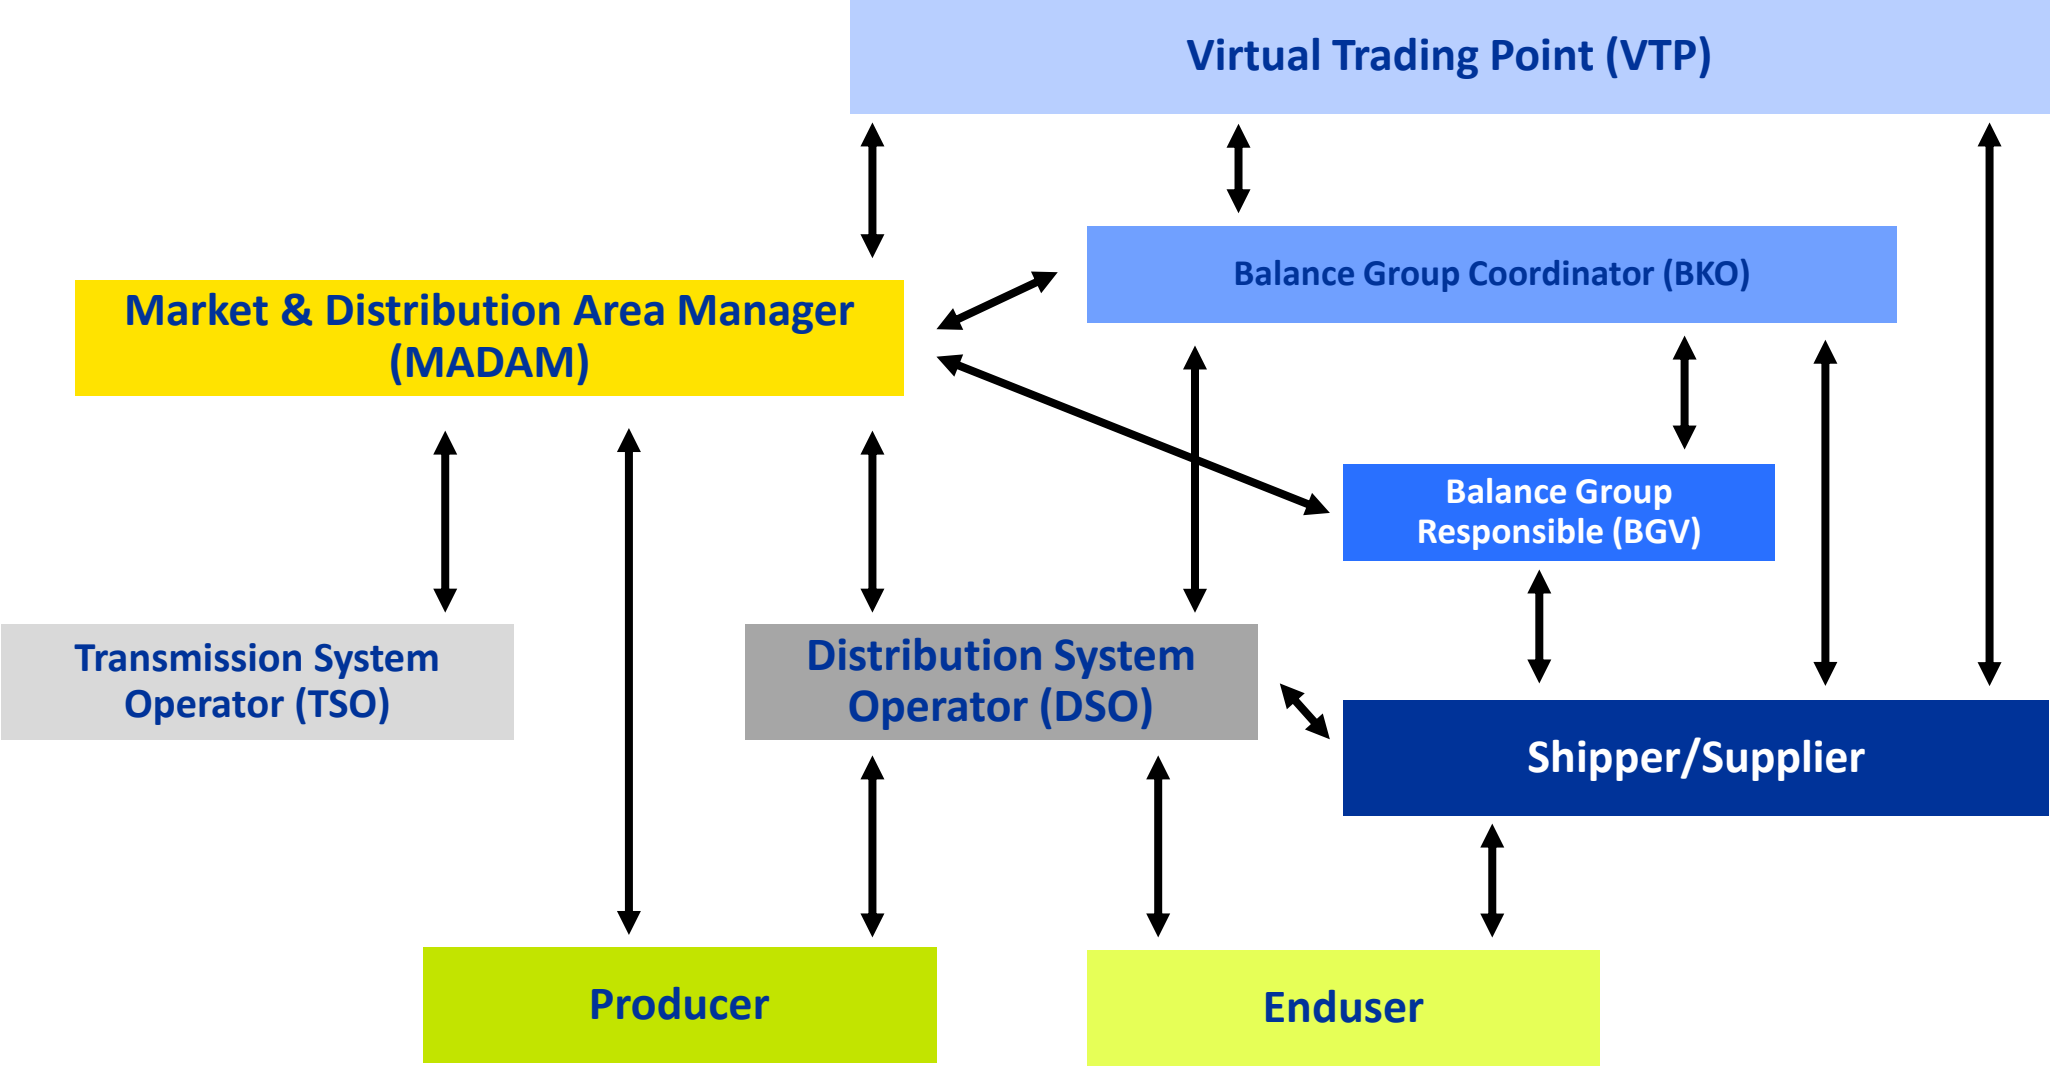 Virtual Trading Point (VTP)
Balance Group Coordinator (BKO)
Market & Distribution Area Manager
(MADAM)
Balance Group
Responsible (BGV)
Transmission System
Operator (TSO)
Distribution System
Operator (DSO)
Shipper/Supplier
Producer
Enduser